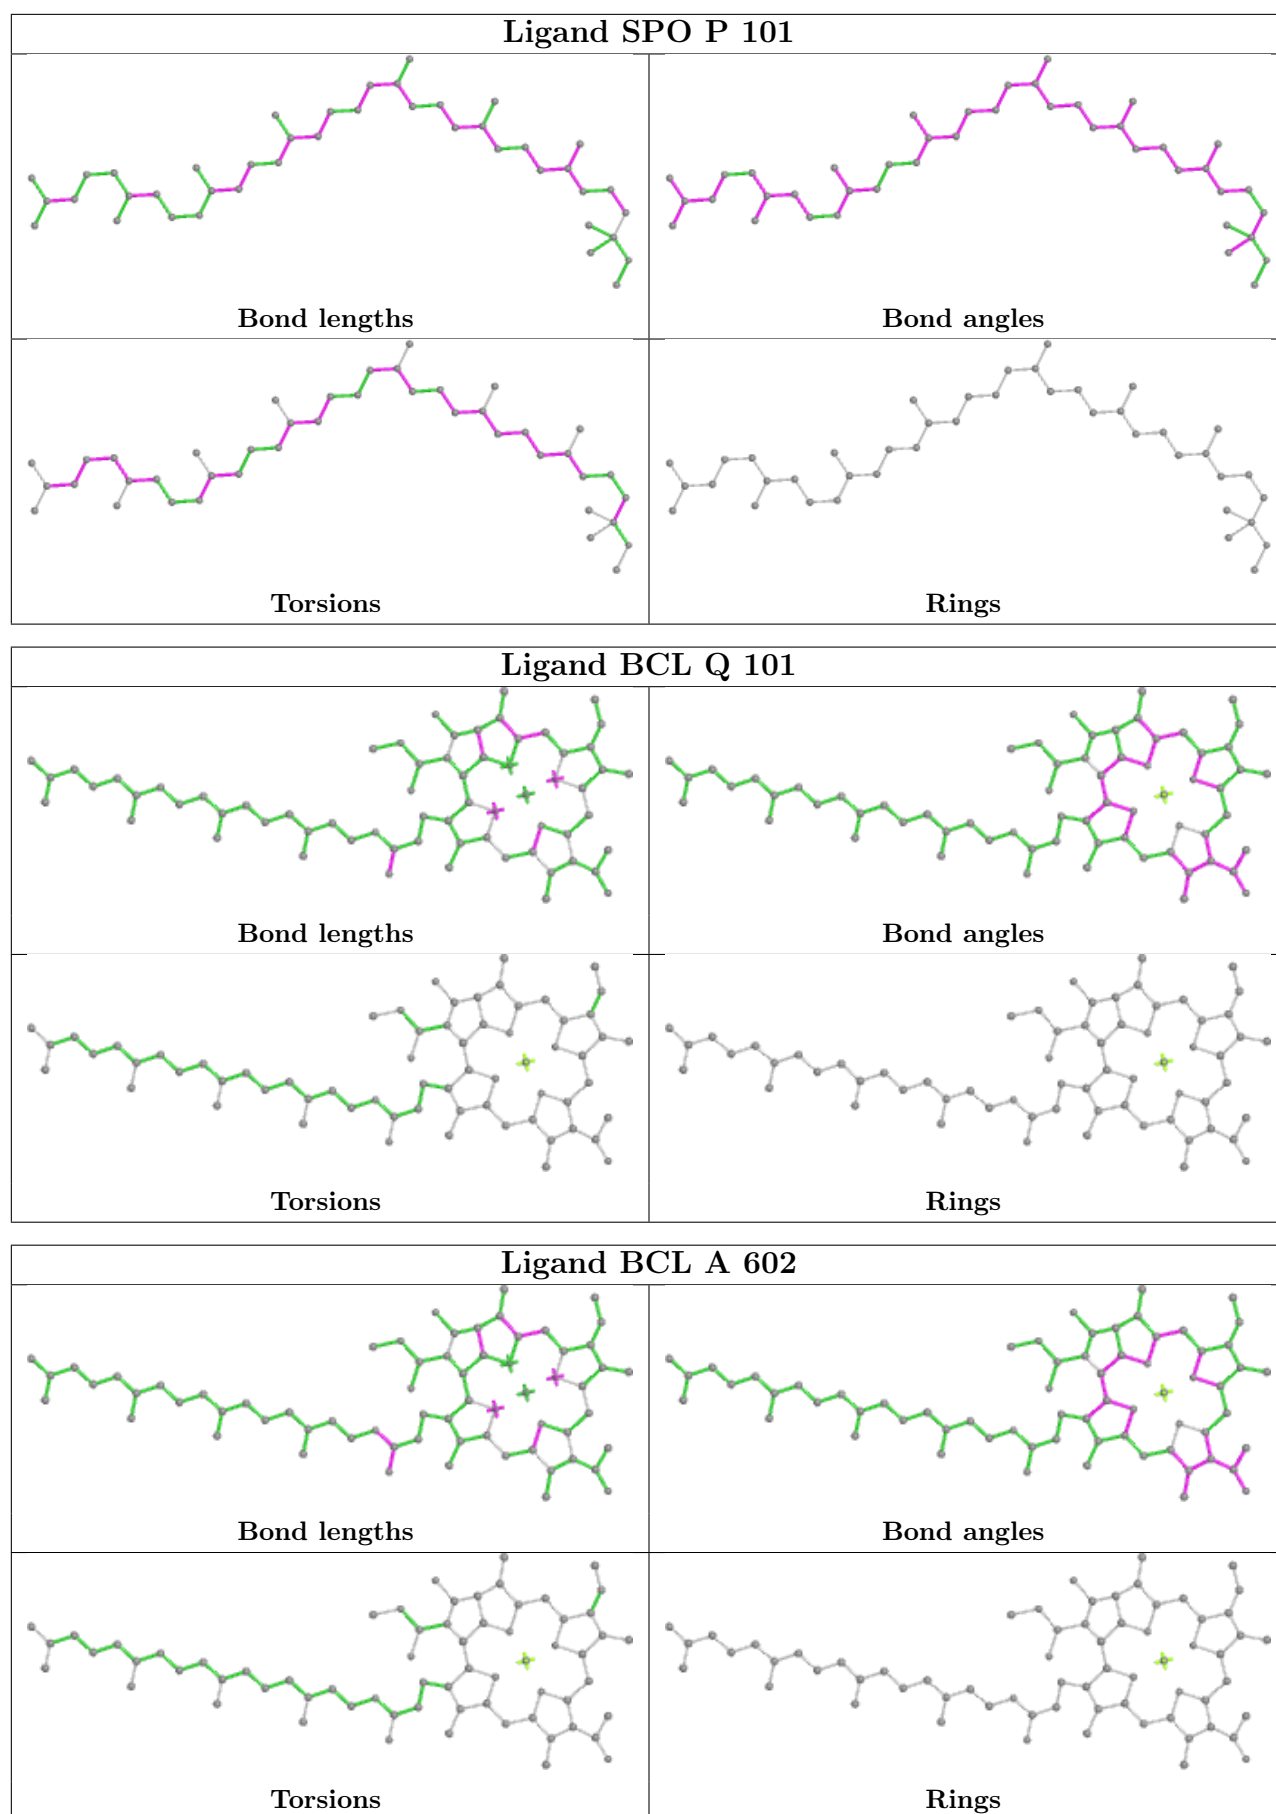 Ligand SPO P 101
Bond lengths Bond angles
Torsions Rings
Ligand BCL Q 101
Bond lengths Bond angles
Torsions Rings
Ligand BCL A 602
Bond lengths Bond angles
Torsions Rings